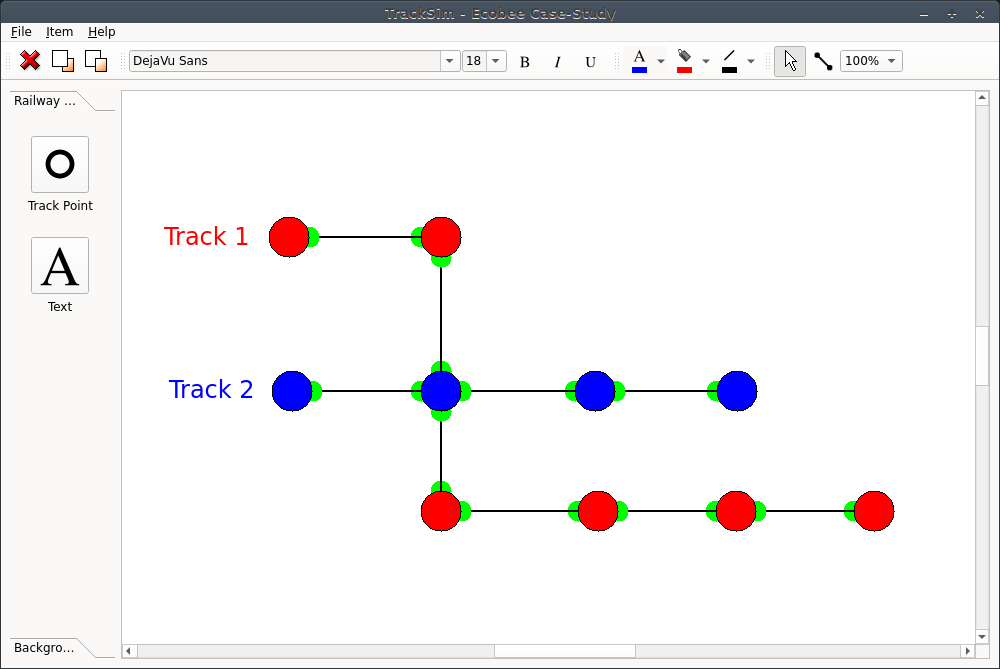 TrackSim - Ecobee Case-Study
File Item Help
DejaVu Sans 18 B I U A 100%
Railway ...
Track Point
A
Text
Track 1
Track 2
Backgro...